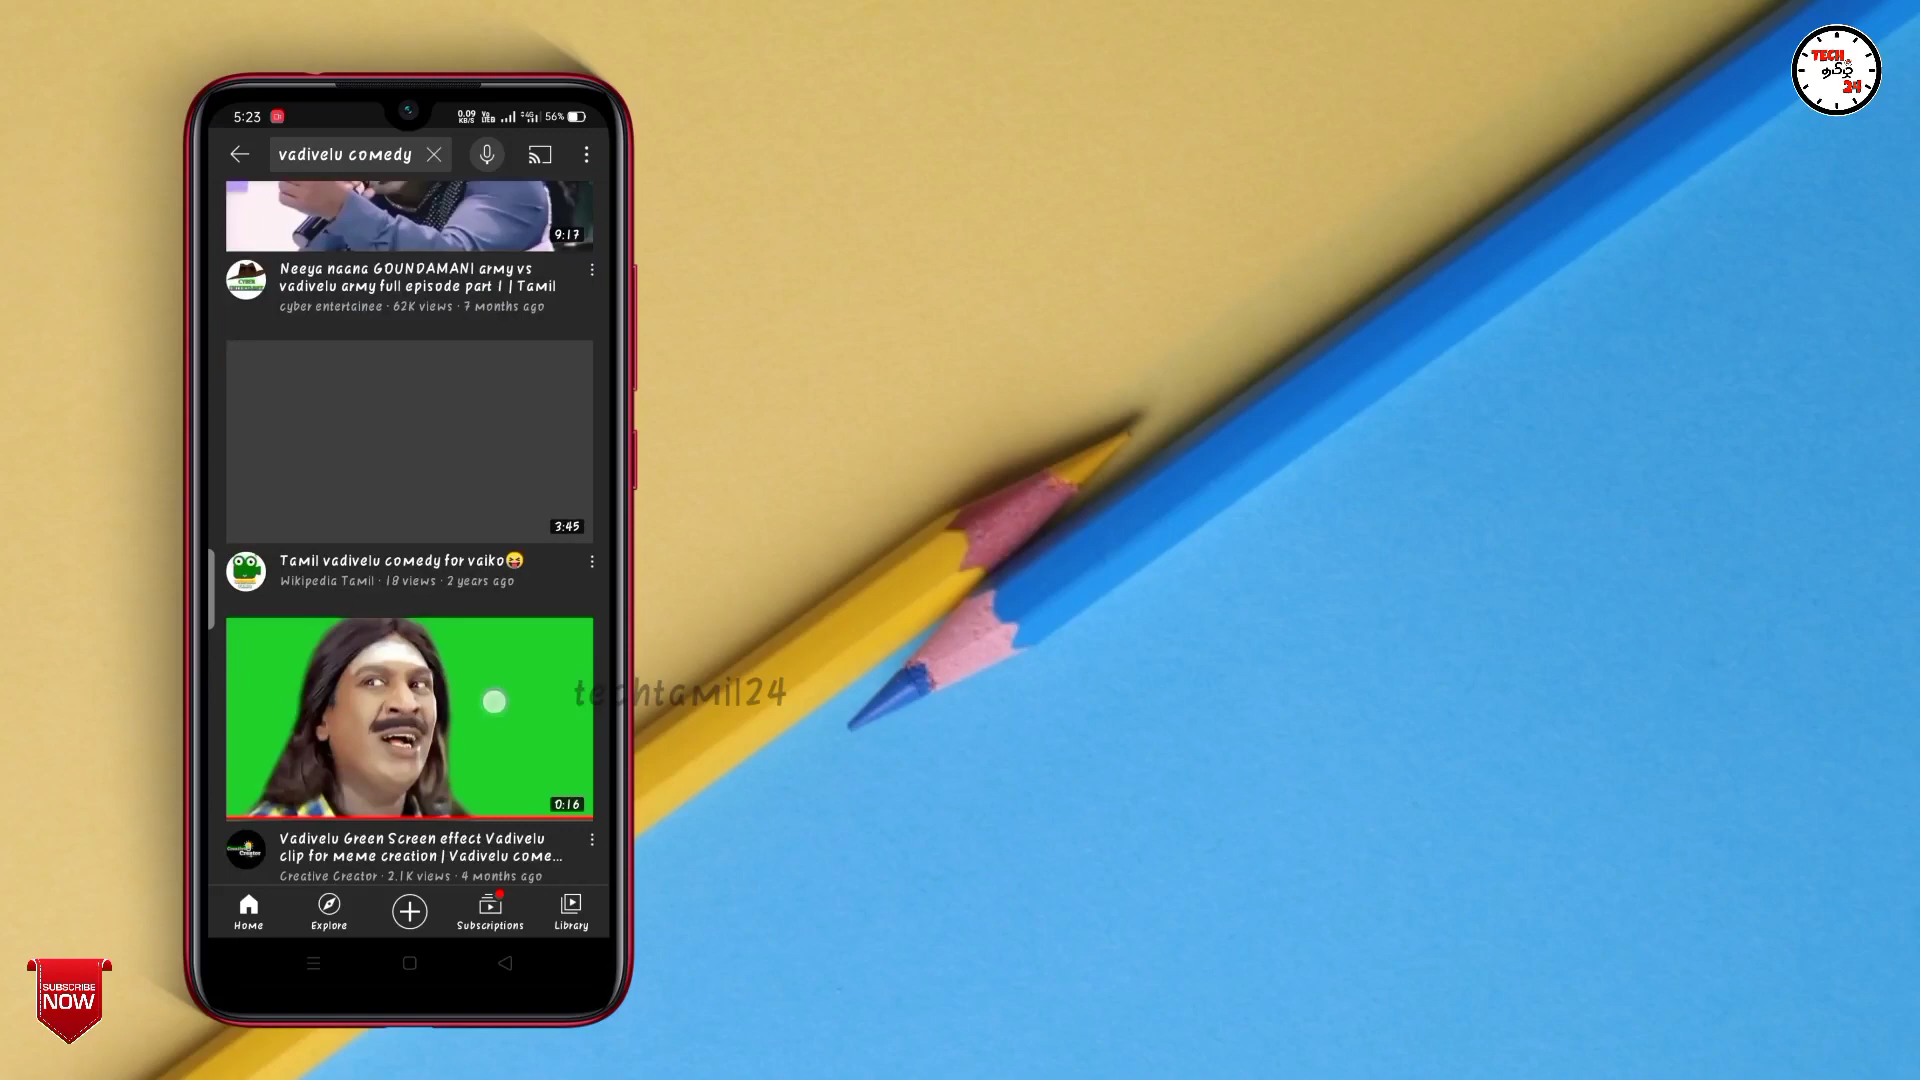 TECH
தமிழ்
24
5:23
0.09
KB/S
56%
vadivelu comedy
9:17
Neeya naana GOUNDAMANI army vs
vadivelu army full episode part 1 | Tamil
cyber entertainee · 62K views · 7 months ago
3:45
Tamil vadivelu comedy for vaiko😝
Wikipedia Tamil · 18 views · 2 years ago
techtamil24
0:16
Vadivelu Green Screen effect Vadivelu
clip for meme creation | Vadivelu come...
Creative Creator · 2.1K views · 4 months ago
Home
Explore
Subscriptions
Library
SUBSCRIBE
NOW